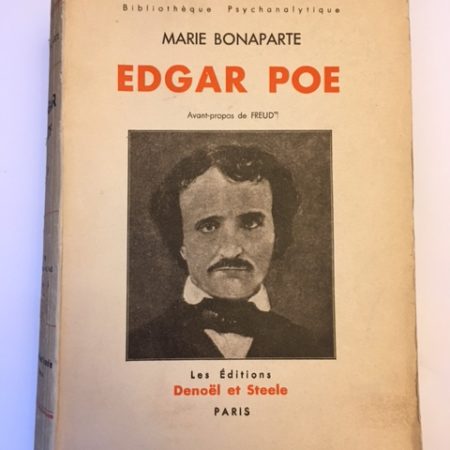 Bibliothèque Psychanalytique
MARIE BONAPARTE
EDGAR POE
Avant-propos de FREUD
Les Éditions
Denoël et Steele
PARIS